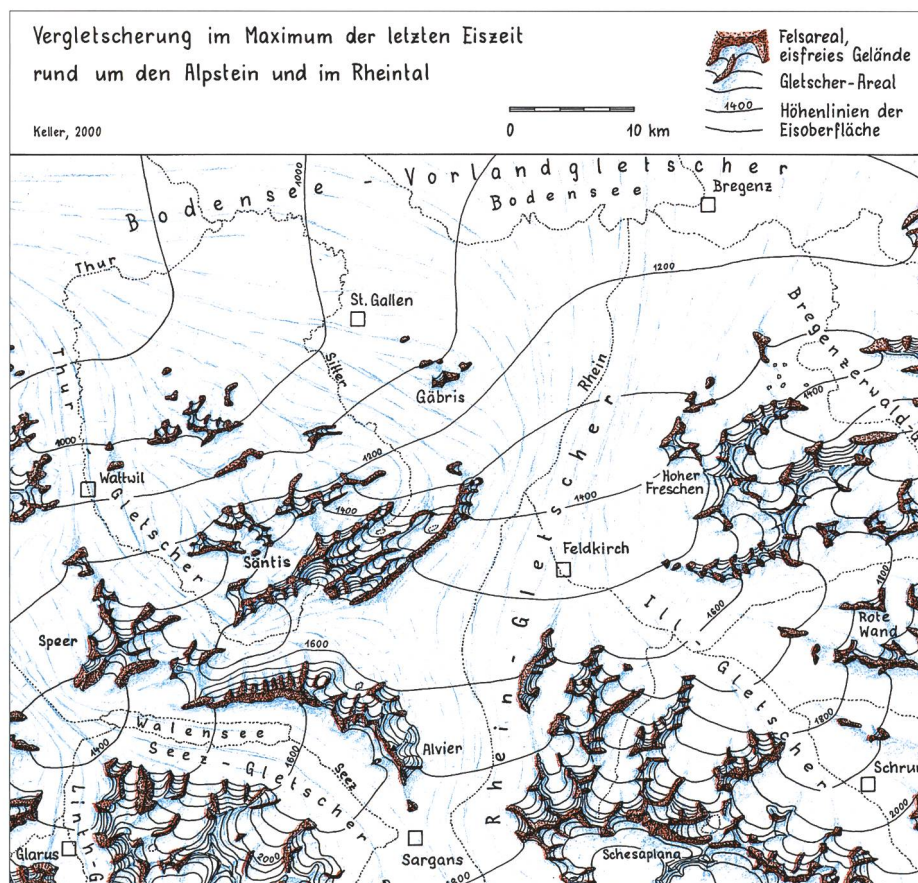 Vergletscherung im Maximum der letzten Eiszeit
rund um den Alpstein und im Rheintal
Keller, 2000
0 10 km
Felsareal,
eisfreies Gelände
Gletscher-Areal
1400
Höhenlinien der
Eisoberfläche
Bodensee - Vorlandgletscher
1000
Bodensee
Bregenz
Thur
1200
St. Gallen
Bregenzerwald
Thur
Sitter
Rhein
Gäbris
1400
1000
1200
Wattwil
Hoher
Freschen
Gletscher
1400
1400
Säntis
Feldkirch
Ill-Gletscher
1600
Rote
Wand
Speer
1600
Rhein-Gletscher
Walensee
Seez-Gletscher
1400
1600
Seez
Alvier
1800
Schrun
2000
Linth-G
Glarus
2000
Sargans
Schesaplana